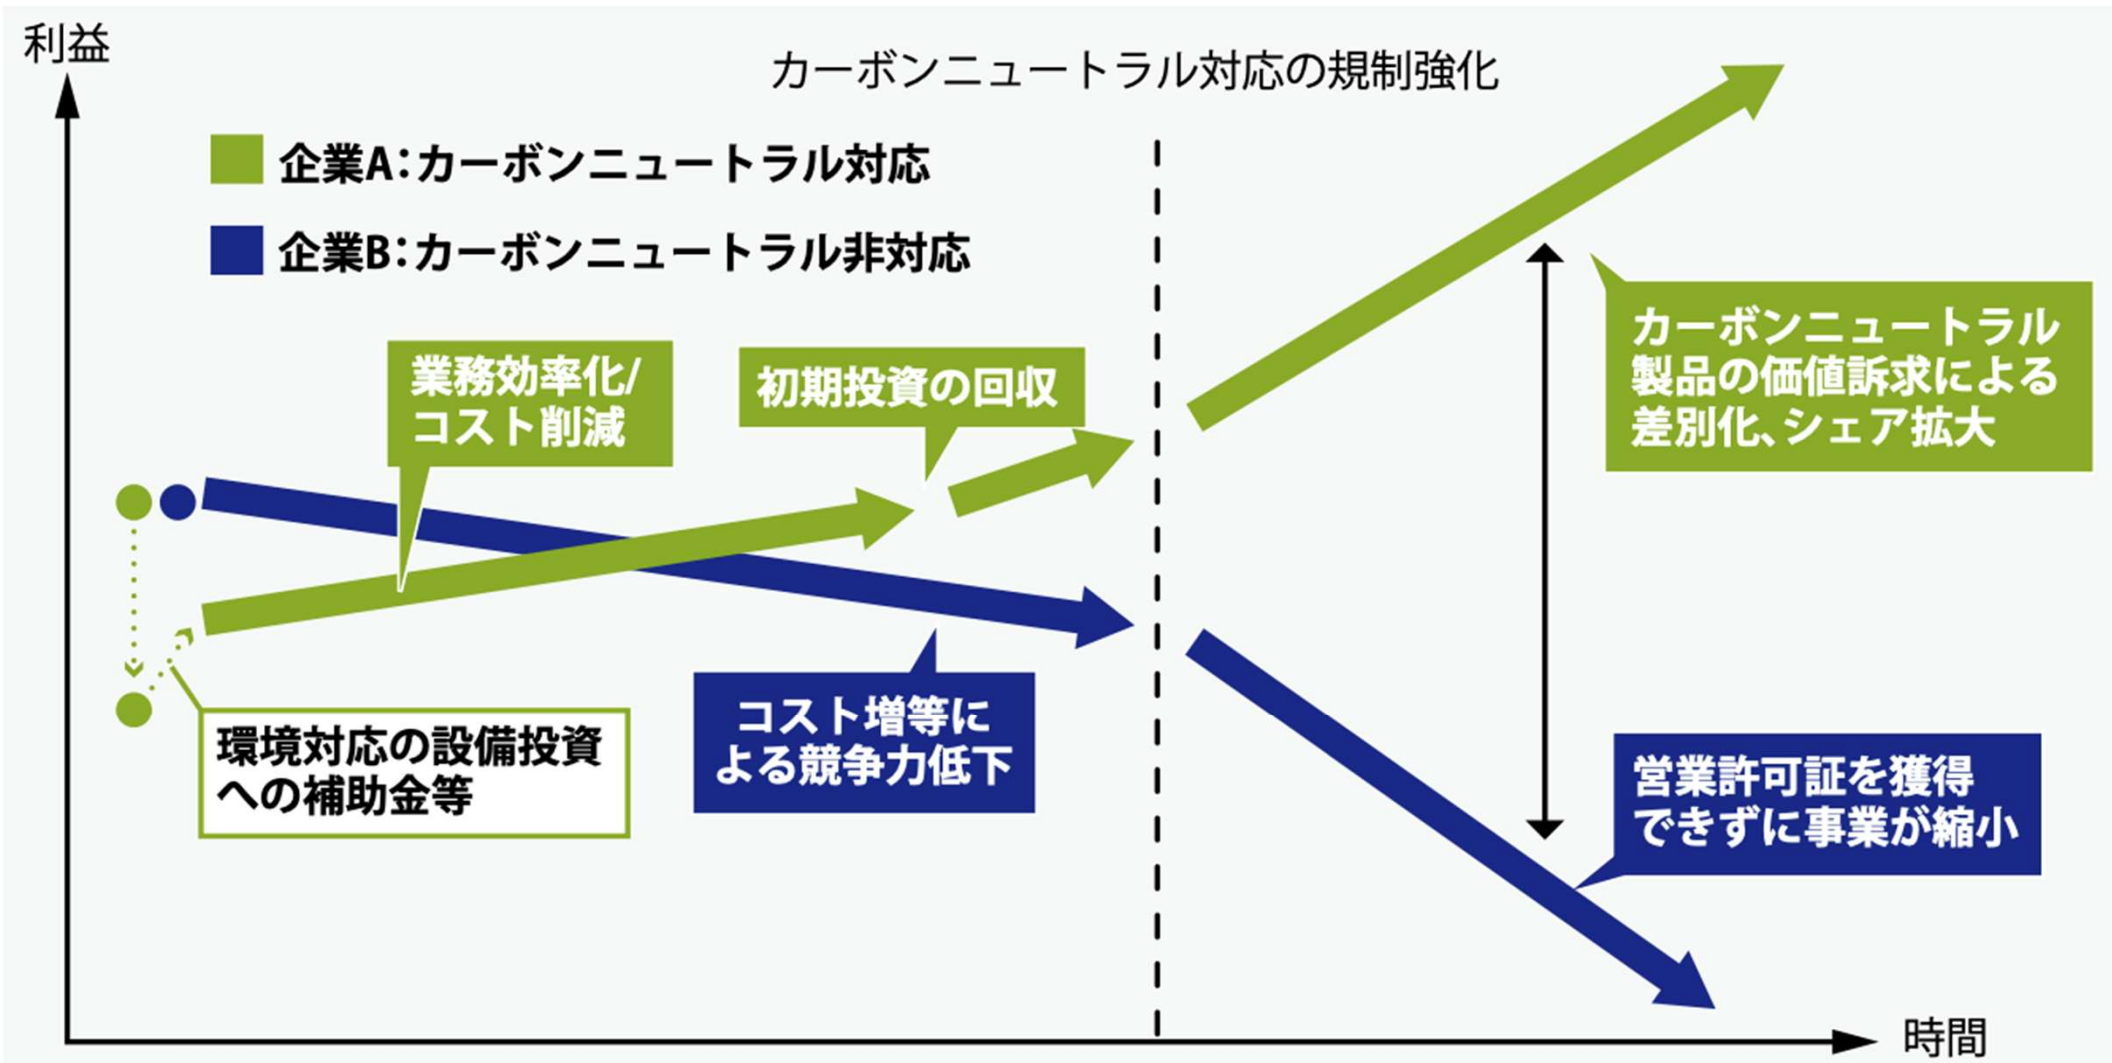 利益
カーボンニュートラル対応の規制強化
企業A：カーボンニュートラル対応
企業B：カーボンニュートラル非対応
業務効率化/
コスト削減
初期投資の回収
カーボンニュートラル
製品の価値訴求による
差別化、シェア拡大
環境対応の設備投資
への補助金等
コスト増等に
よる競争力低下
営業許可証を獲得
できずに事業が縮小
時間